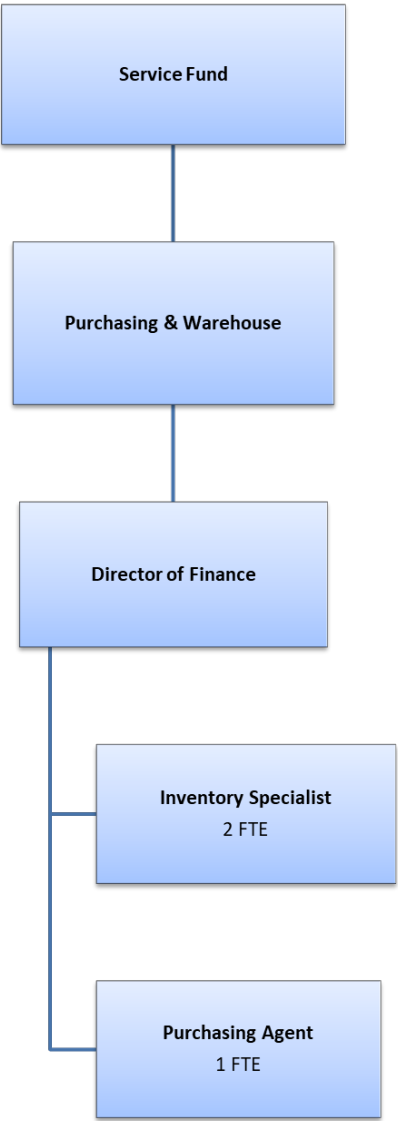 Service Fund
Purchasing & Warehouse
Director of Finance
Inventory Specialist
2 FTE
Purchasing Agent
1 FTE